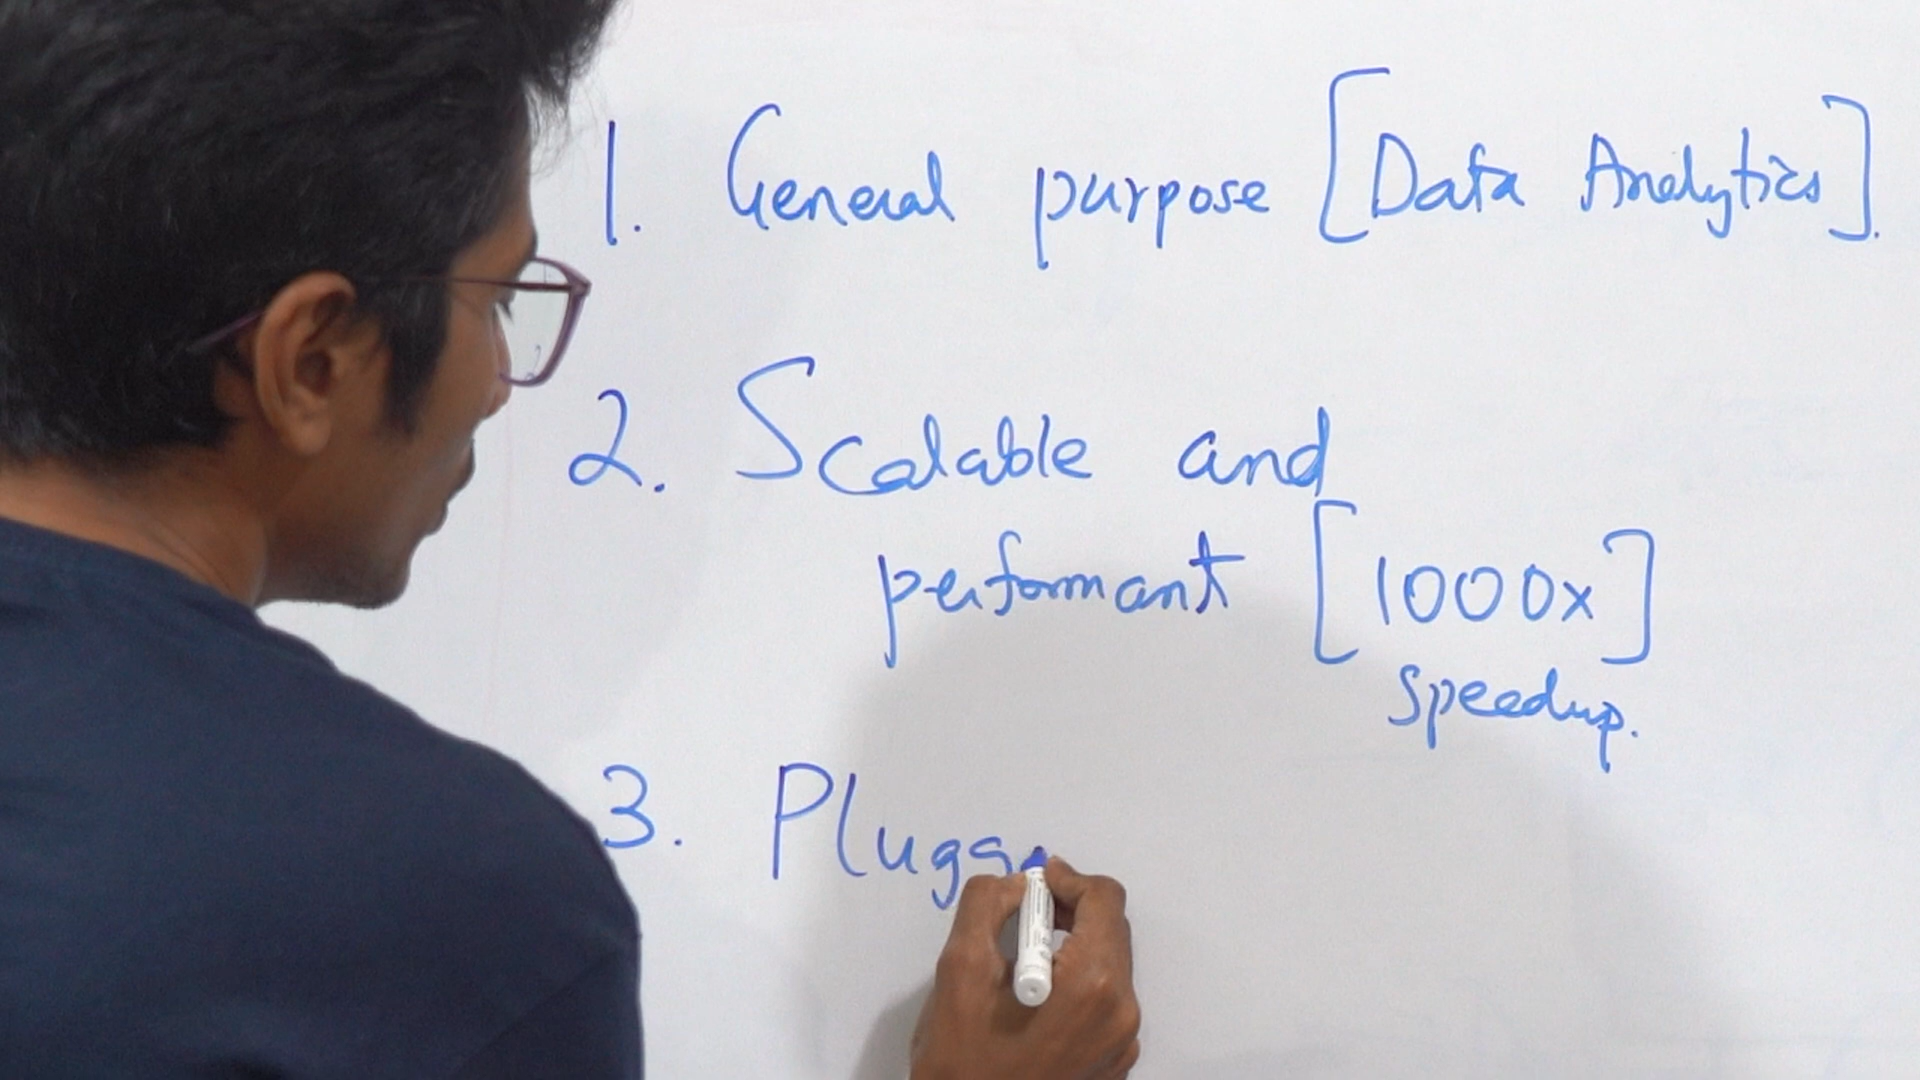 1. General purpose [Data Analytics].
2. Scalable and
performant [1000x]
speedup.
3. Plugg